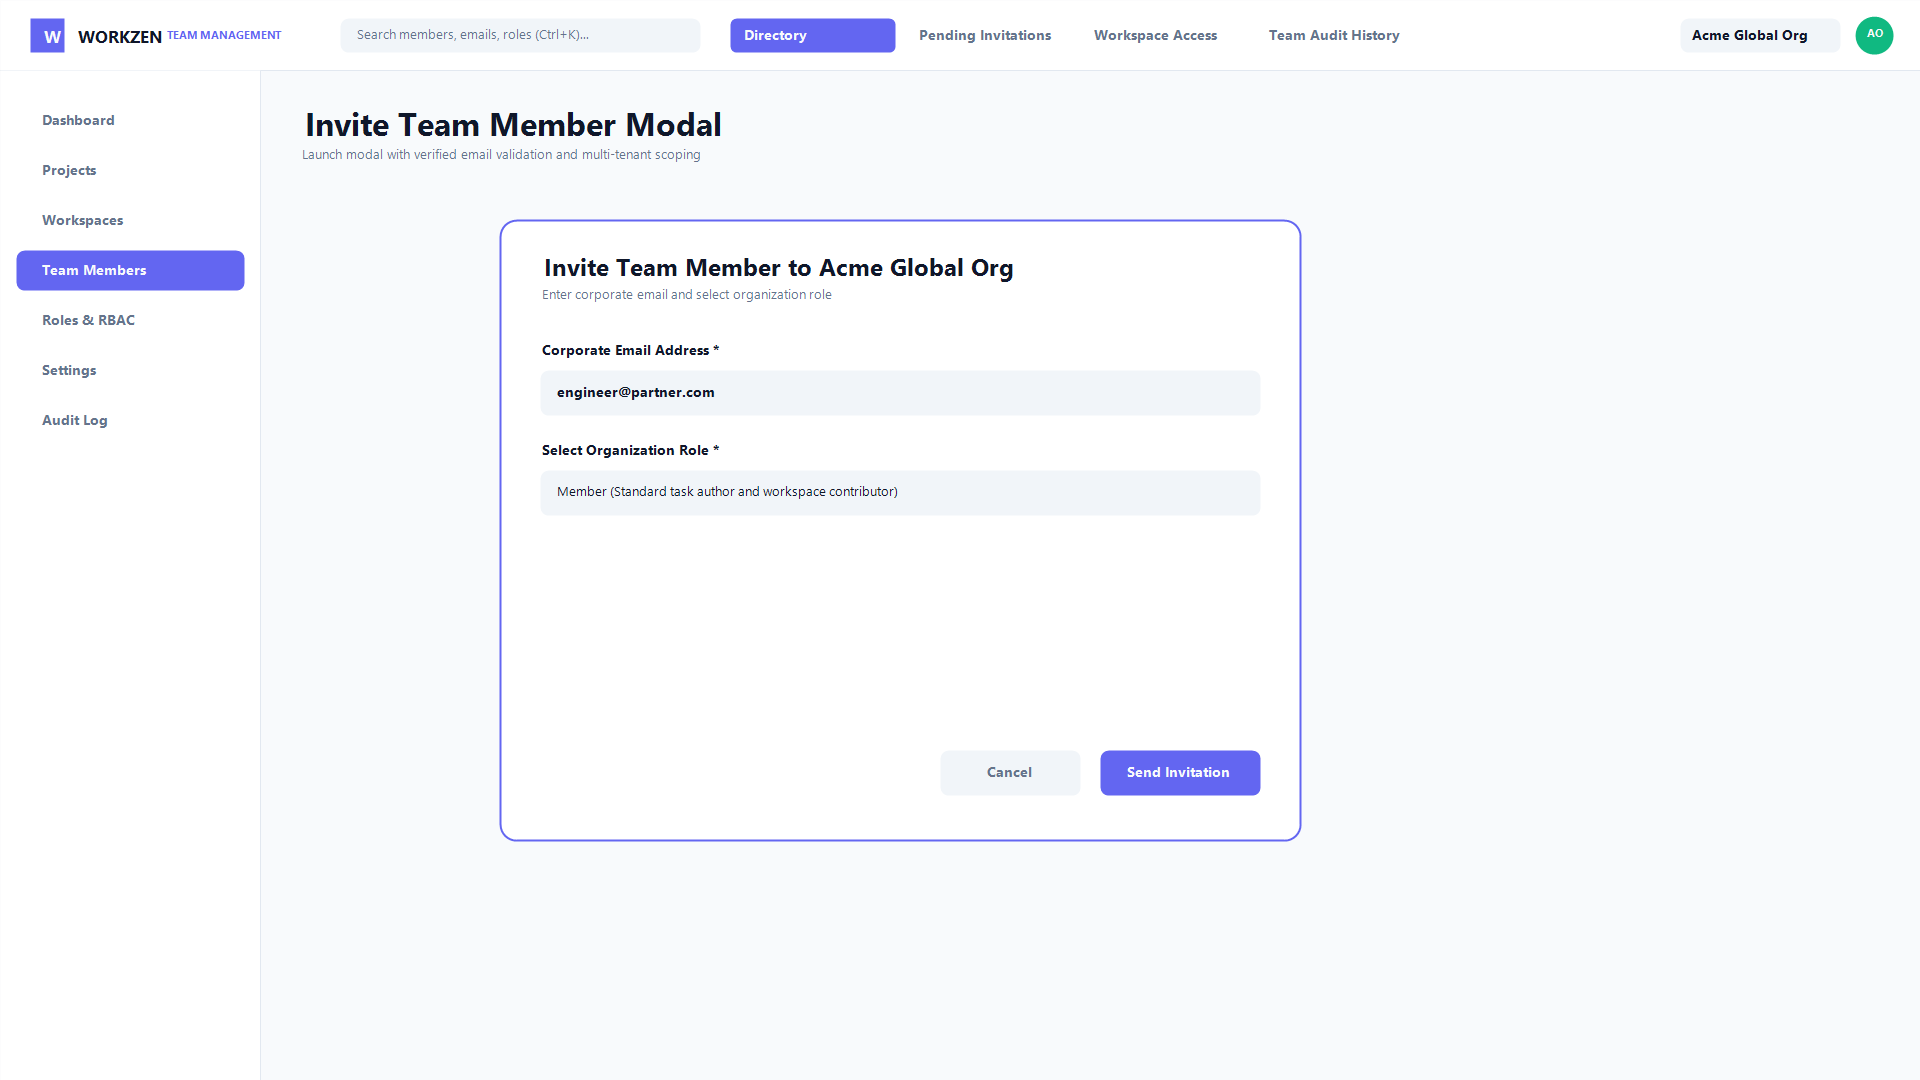 W WORKZEN TEAM MANAGEMENT
Search members, emails, roles (Ctrl+K)...
Directory
Pending Invitations
Workspace Access
Team Audit History
Acme Global Org
AO
Dashboard
Projects
Workspaces
Team Members
Roles & RBAC
Settings
Audit Log
Invite Team Member Modal
Launch modal with verified email validation and multi-tenant scoping
Invite Team Member to Acme Global Org
Enter corporate email and select organization role
Corporate Email Address *
engineer@partner.com
Select Organization Role *
Member (Standard task author and workspace contributor)
Cancel
Send Invitation